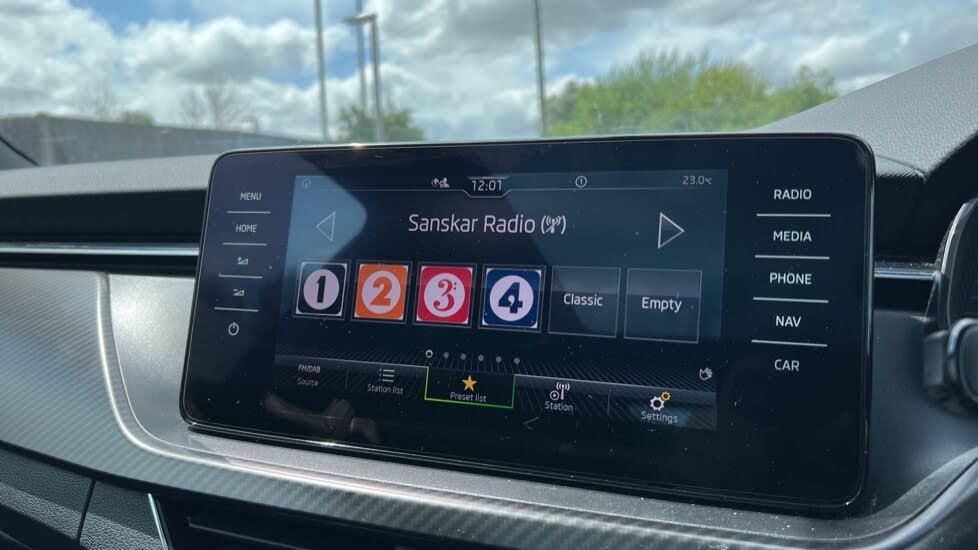 12:01
23.0°C
Sanskar Radio
1 2 3 4 Classic Empty
FM/DAB
Source
Station list
Preset list
Station
Settings
MENU
HOME
RADIO
MEDIA
PHONE
NAV
CAR